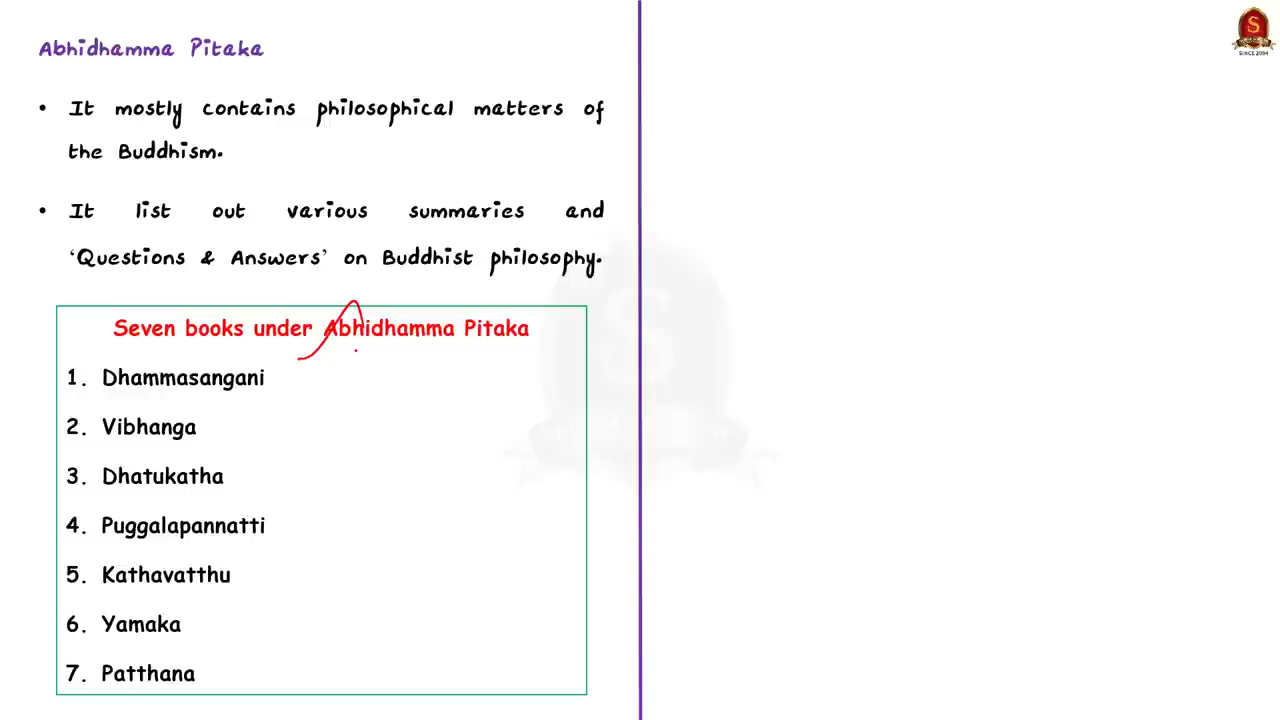 Abhidhamma Pitaka
• It mostly contains philosophical matters of
the Buddhism.
• It list out various summaries and
‘Questions & Answers’ on Buddhist philosophy.
Seven books under Abhidhamma Pitaka
1. Dhammasangani
2. Vibhanga
3. Dhatukatha
4. Puggalapannatti
5. Kathavatthu
6. Yamaka
7. Patthana
S
SINCE 2004